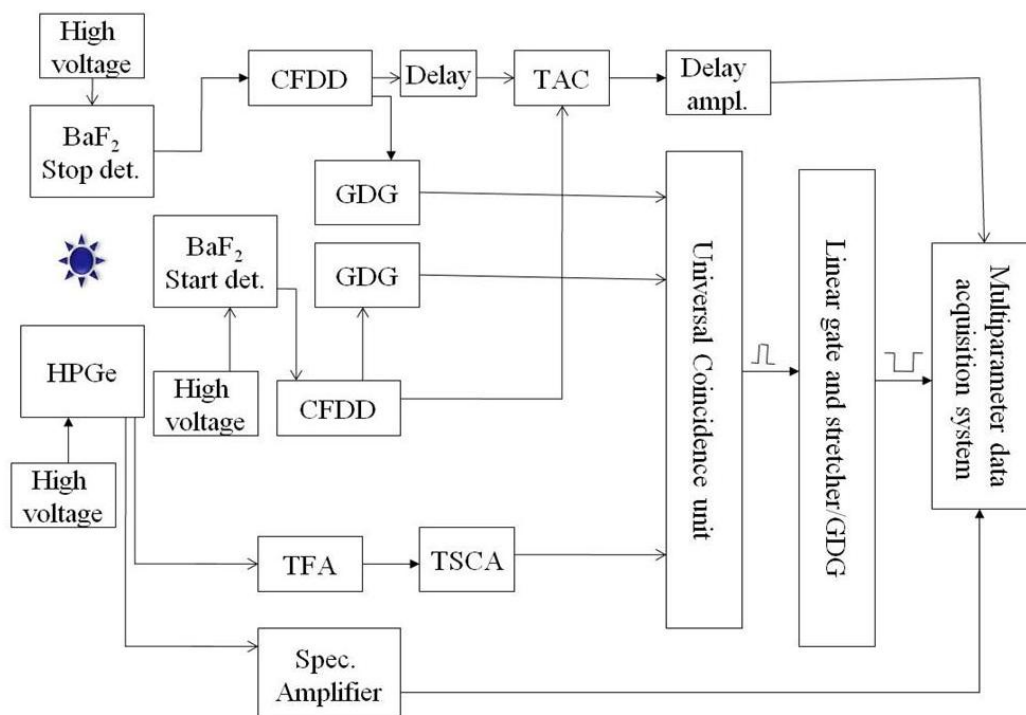 High
voltage
CFDD
Delay
TAC
Delay
ampl.
BaF₂
Stop det.
GDG
BaF₂
Start det.
GDG
HPGe
High
voltage
CFDD
High
voltage
TFA
TSCA
Spec.
Amplifier
Universal Coincidence unit
Linear gate and
stretcher/GDG
Multiparameter data
acquisition system